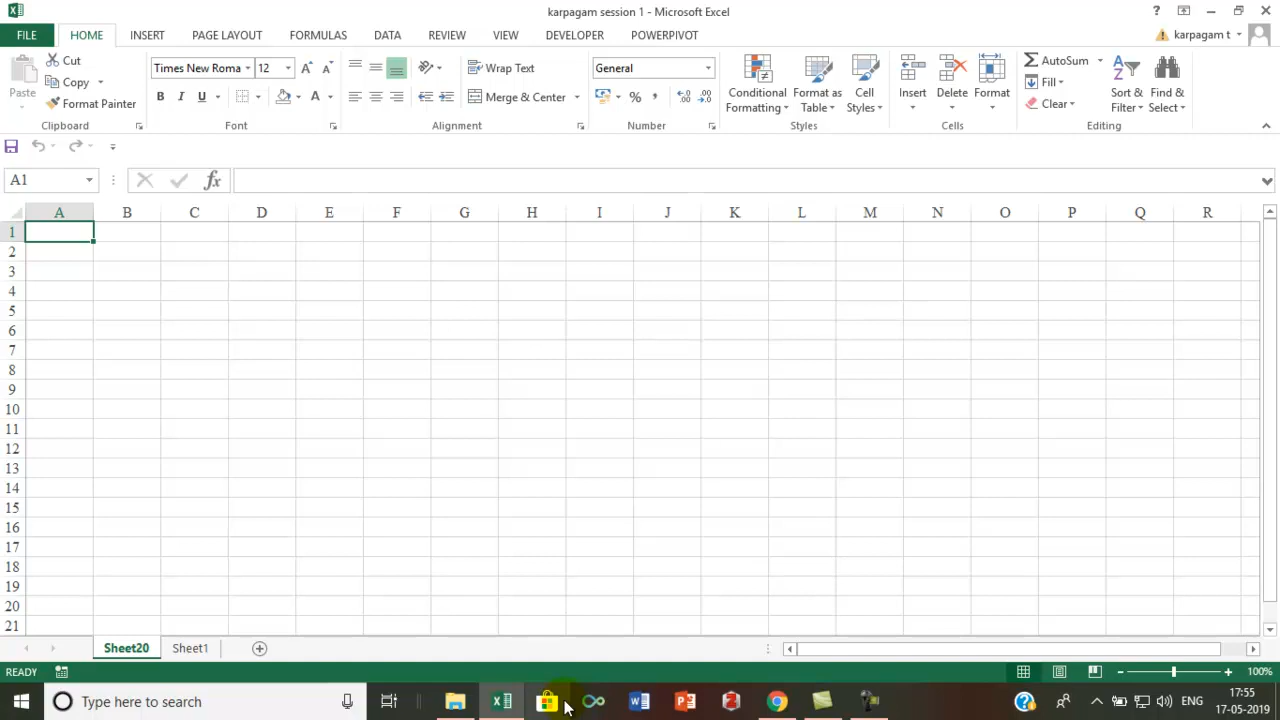 karpagam session 1 - Microsoft Excel
?
FILE HOME INSERT PAGE LAYOUT FORMULAS DATA REVIEW VIEW DEVELOPER POWERPIVOT karpagam t
Paste
Cut
Copy
Format Painter
Clipboard
Times New Roma 12
B I U A
Font
Wrap Text
Merge & Center
Alignment
General
% ,
Number
Conditional Formatting
Format as Table
Cell Styles
Styles
Insert
Delete
Format
Cells
AutoSum
Fill
Clear
Sort & Filter
Find & Select
Editing
A1 fx
A B C D E F G H I J K L M N O P Q R
1
2
3
4
5
6
7
8
9
10
11
12
13
14
15
16
17
18
19
20
21
Sheet20 Sheet1
READY 100%
Type here to search
ENG
17:55
17-05-2019